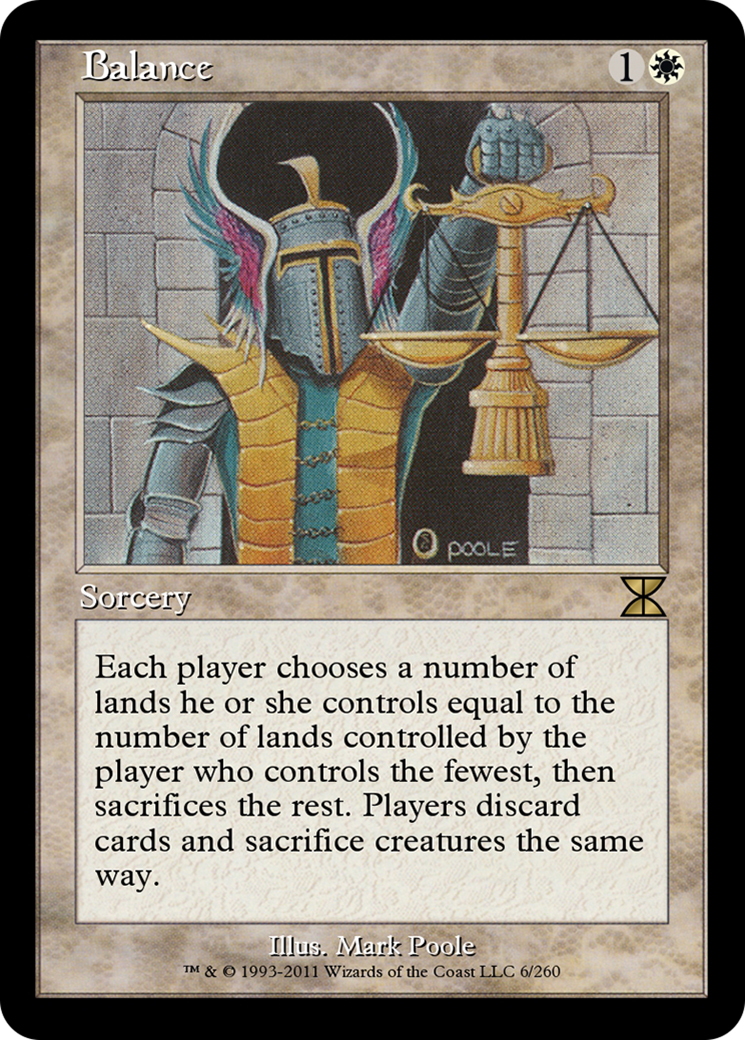 Balance 1
POOLE
Sorcery
Each player chooses a number of
lands he or she controls equal to the
number of lands controlled by the
player who controls the fewest, then
sacrifices the rest. Players discard
cards and sacrifice creatures the same
way.
Illus. Mark Poole
™ & © 1993-2011 Wizards of the Coast LLC 6/260